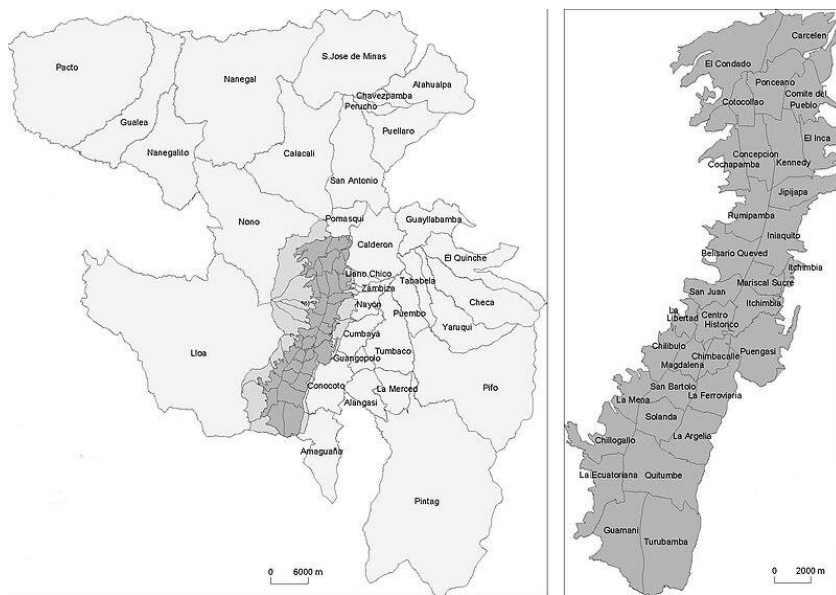 Pacto
Nanegal
S.Jose de Minas
Atahualpa
Chavezpamba
Perucho
Gualea
Puellaro
Nanegalito
Calacali
San Antonio
Nono
Pomasqui
Guayllabamba
Calderon
El Quinche
Llano Chico
Tababela
Zambiza
Checa
Nayon
Puembo
Yaruqui
Cumbayá
Lloa
Tumbaco
Guangopolo
Pifo
Conocoto
La Merced
Alangasi
Amaguaña
Pintag
0 6000 m
Carcelen
El Condado
Ponceano
Cotocollao
Comite del
Pueblo
El Inca
Concepción
Kennedy
Cochapamba
Jipijapa
Rumipamba
Iniaquito
Belisario Queved
Itchimbia
Mariscal Sucre
San Juan
Itchimbia
La
Libertad
Centro
Historico
Chilibulo
Puengasi
Chimbacalle
Magdalena
San Bartolo
La Ferroviaria
La Mena
Solanda
La Argelia
Chillogallo
La Ecuatoriana
Quitumbe
Guamani
Turubamba
0 2000 m